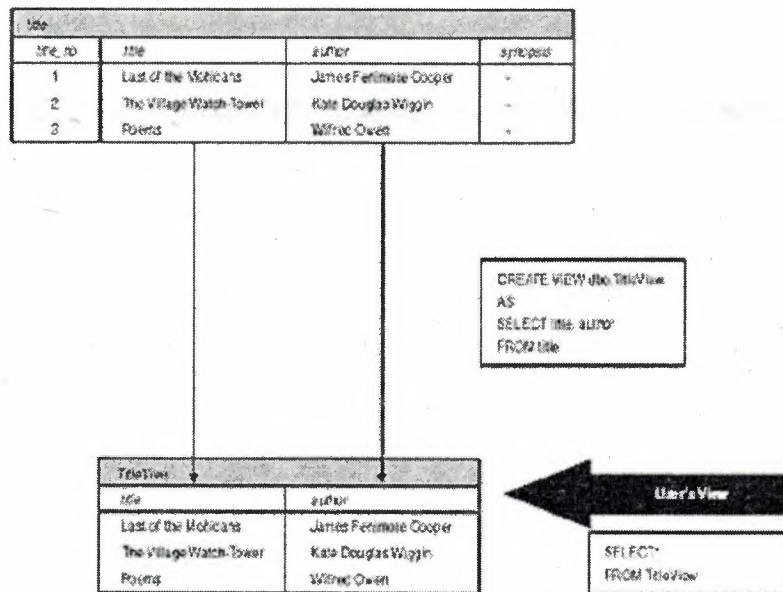 title
title_no title author synopsis
1 Last of the Mohicans James Fenimore Cooper ~
2 The Village Watch-Tower Kate Douglas Wiggin ~
3 Poems Wilfred Owen ~
CREATE VIEW dbo.TitleView
AS
SELECT title, author
FROM title
TitleView
title author
Last of the Mohicans James Fenimore Cooper
The Village Watch-Tower Kate Douglas Wiggin
Poems Wilfred Owen
User's View
SELECT*
FROM TitleView